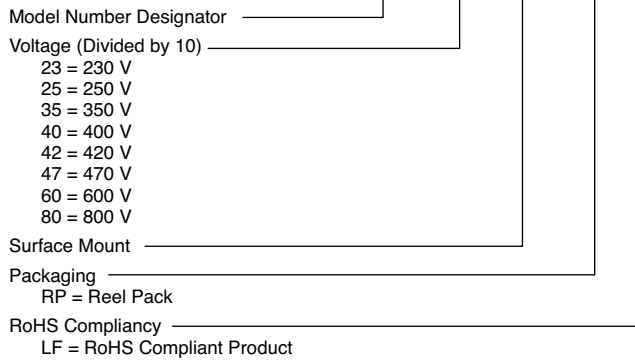 Model Number Designator
Voltage (Divided by 10)
23 = 230 V
25 = 250 V
35 = 350 V
40 = 400 V
42 = 420 V
47 = 470 V
60 = 600 V
80 = 800 V
Surface Mount
Packaging
RP = Reel Pack
RoHS Compliancy
LF = RoHS Compliant Product